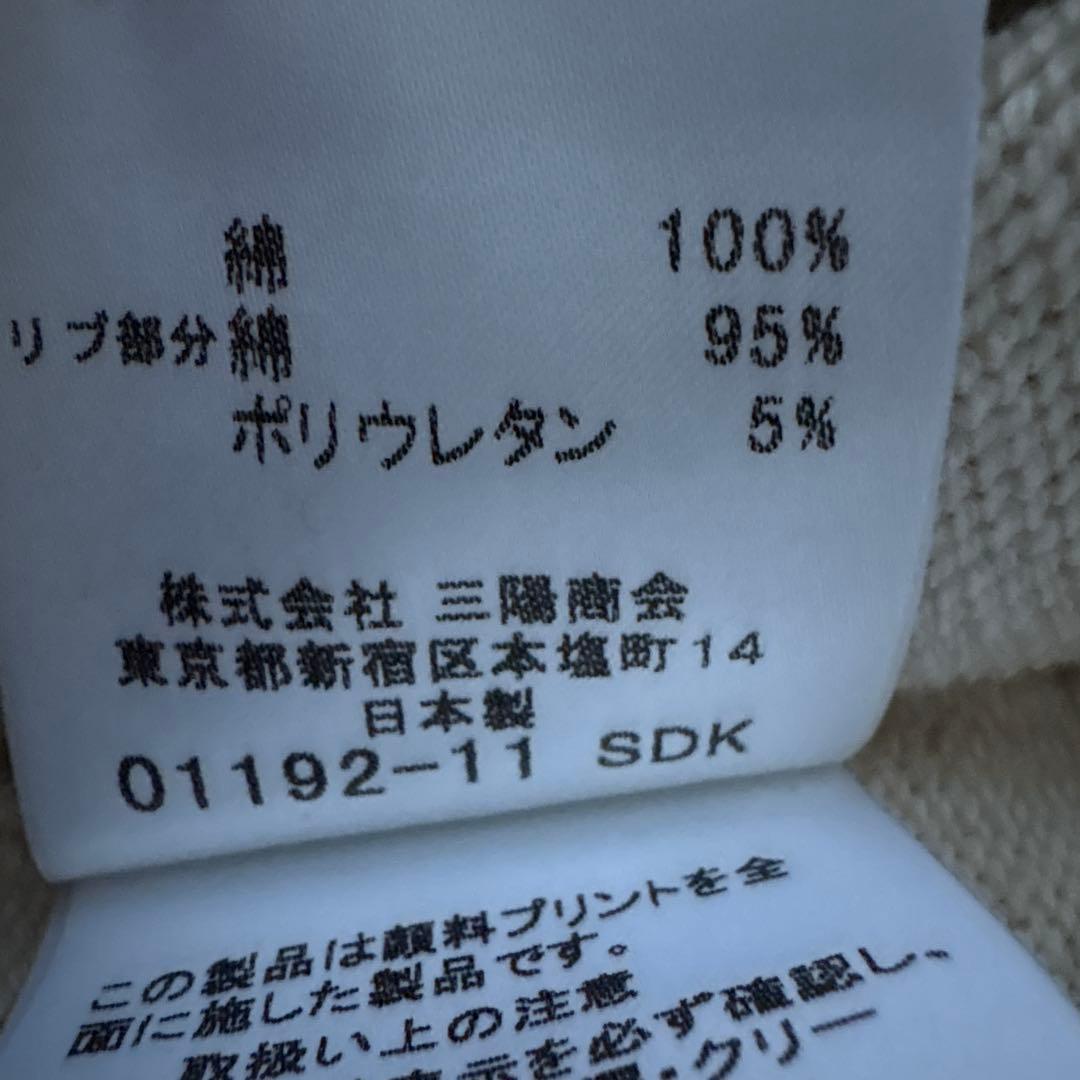 綿 100%
リブ部分 綿 95%
ポリウレタン 5%
株式会社 三陽商会
東京都新宿区本塩町14
日本製
01192-11 SDK
この製品は顔料プリントを全
面に施した製品です。
取扱い上の注意
表示を必ず確認し、
・クリー